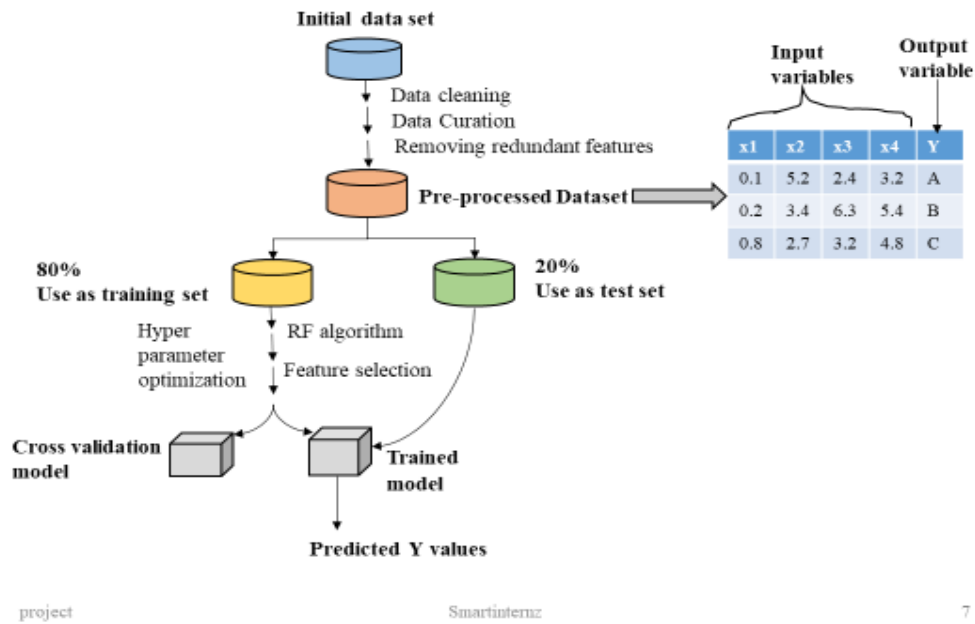 Initial data set
Data cleaning
Data Curation
Removing redundant features
Pre-processed Dataset
Input
variables
Output
variable
x1 x2 x3 x4 Y
0.1 5.2 2.4 3.2 A
0.2 3.4 6.3 5.4 B
0.8 2.7 3.2 4.8 C
80%
Use as training set
20%
Use as test set
Hyper
parameter
optimization
RF algorithm
Feature selection
Cross validation
model
Trained
model
Predicted Y values
project
Smartinternz
7